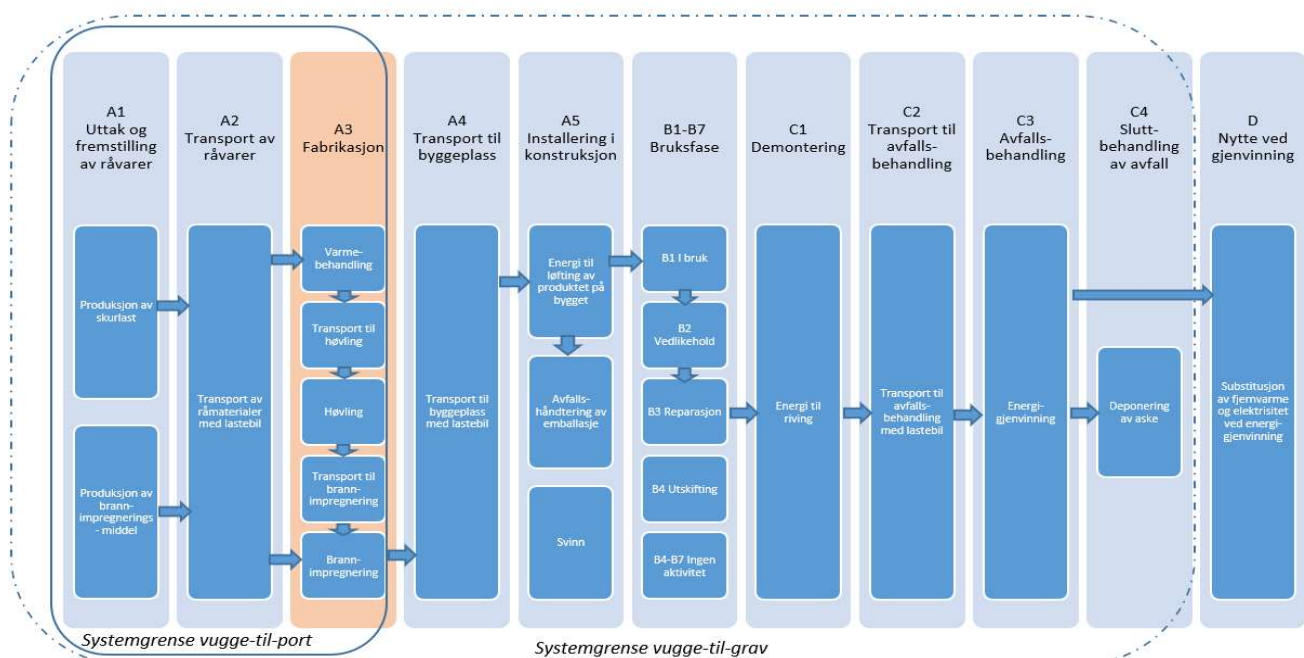 A1
Uttak og
fremstilling
av råvarer
A2
Transport av
råvarer
A3
Fabrikasjon
A4
Transport til
byggeplass
A5
Installering i
konstruksjon
B1-B7
Bruksfase
C1
Demontering
C2
Transport til
avfalls-
behandling
C3
Avfalls-
behandling
C4
Slutt-
behandling
av avfall
D
Nytte ved
gjenvinning
Produksjon av
skurlast
Produksjon av
brann-
impregnerings
- middel
Transport av
råmaterialer
med lastebil
Varme-
behandling
Transport til
høvling
Høvling
Transport til
brann-
impregnering
Brann-
impregnering
Transport til
byggeplass
med lastebil
Energi til
løfting av
produktet på
bygget
Avfalls-
håndtering av
emballasje
Svinn
B1 I bruk
B2
Vedlikehold
B3 Reparasjon
B4 Utskifting
B4-B7 Ingen
aktivitet
Energi til
riving
Transport til
avfalls-
behandling
med lastebil
Energi-
gjenvinning
Deponering
av aske
Substitusjon
av fjernvarme
og elektrisitet
ved energi-
gjenvinning
Systemgrense vugge-til-port
Systemgrense vugge-til-grav